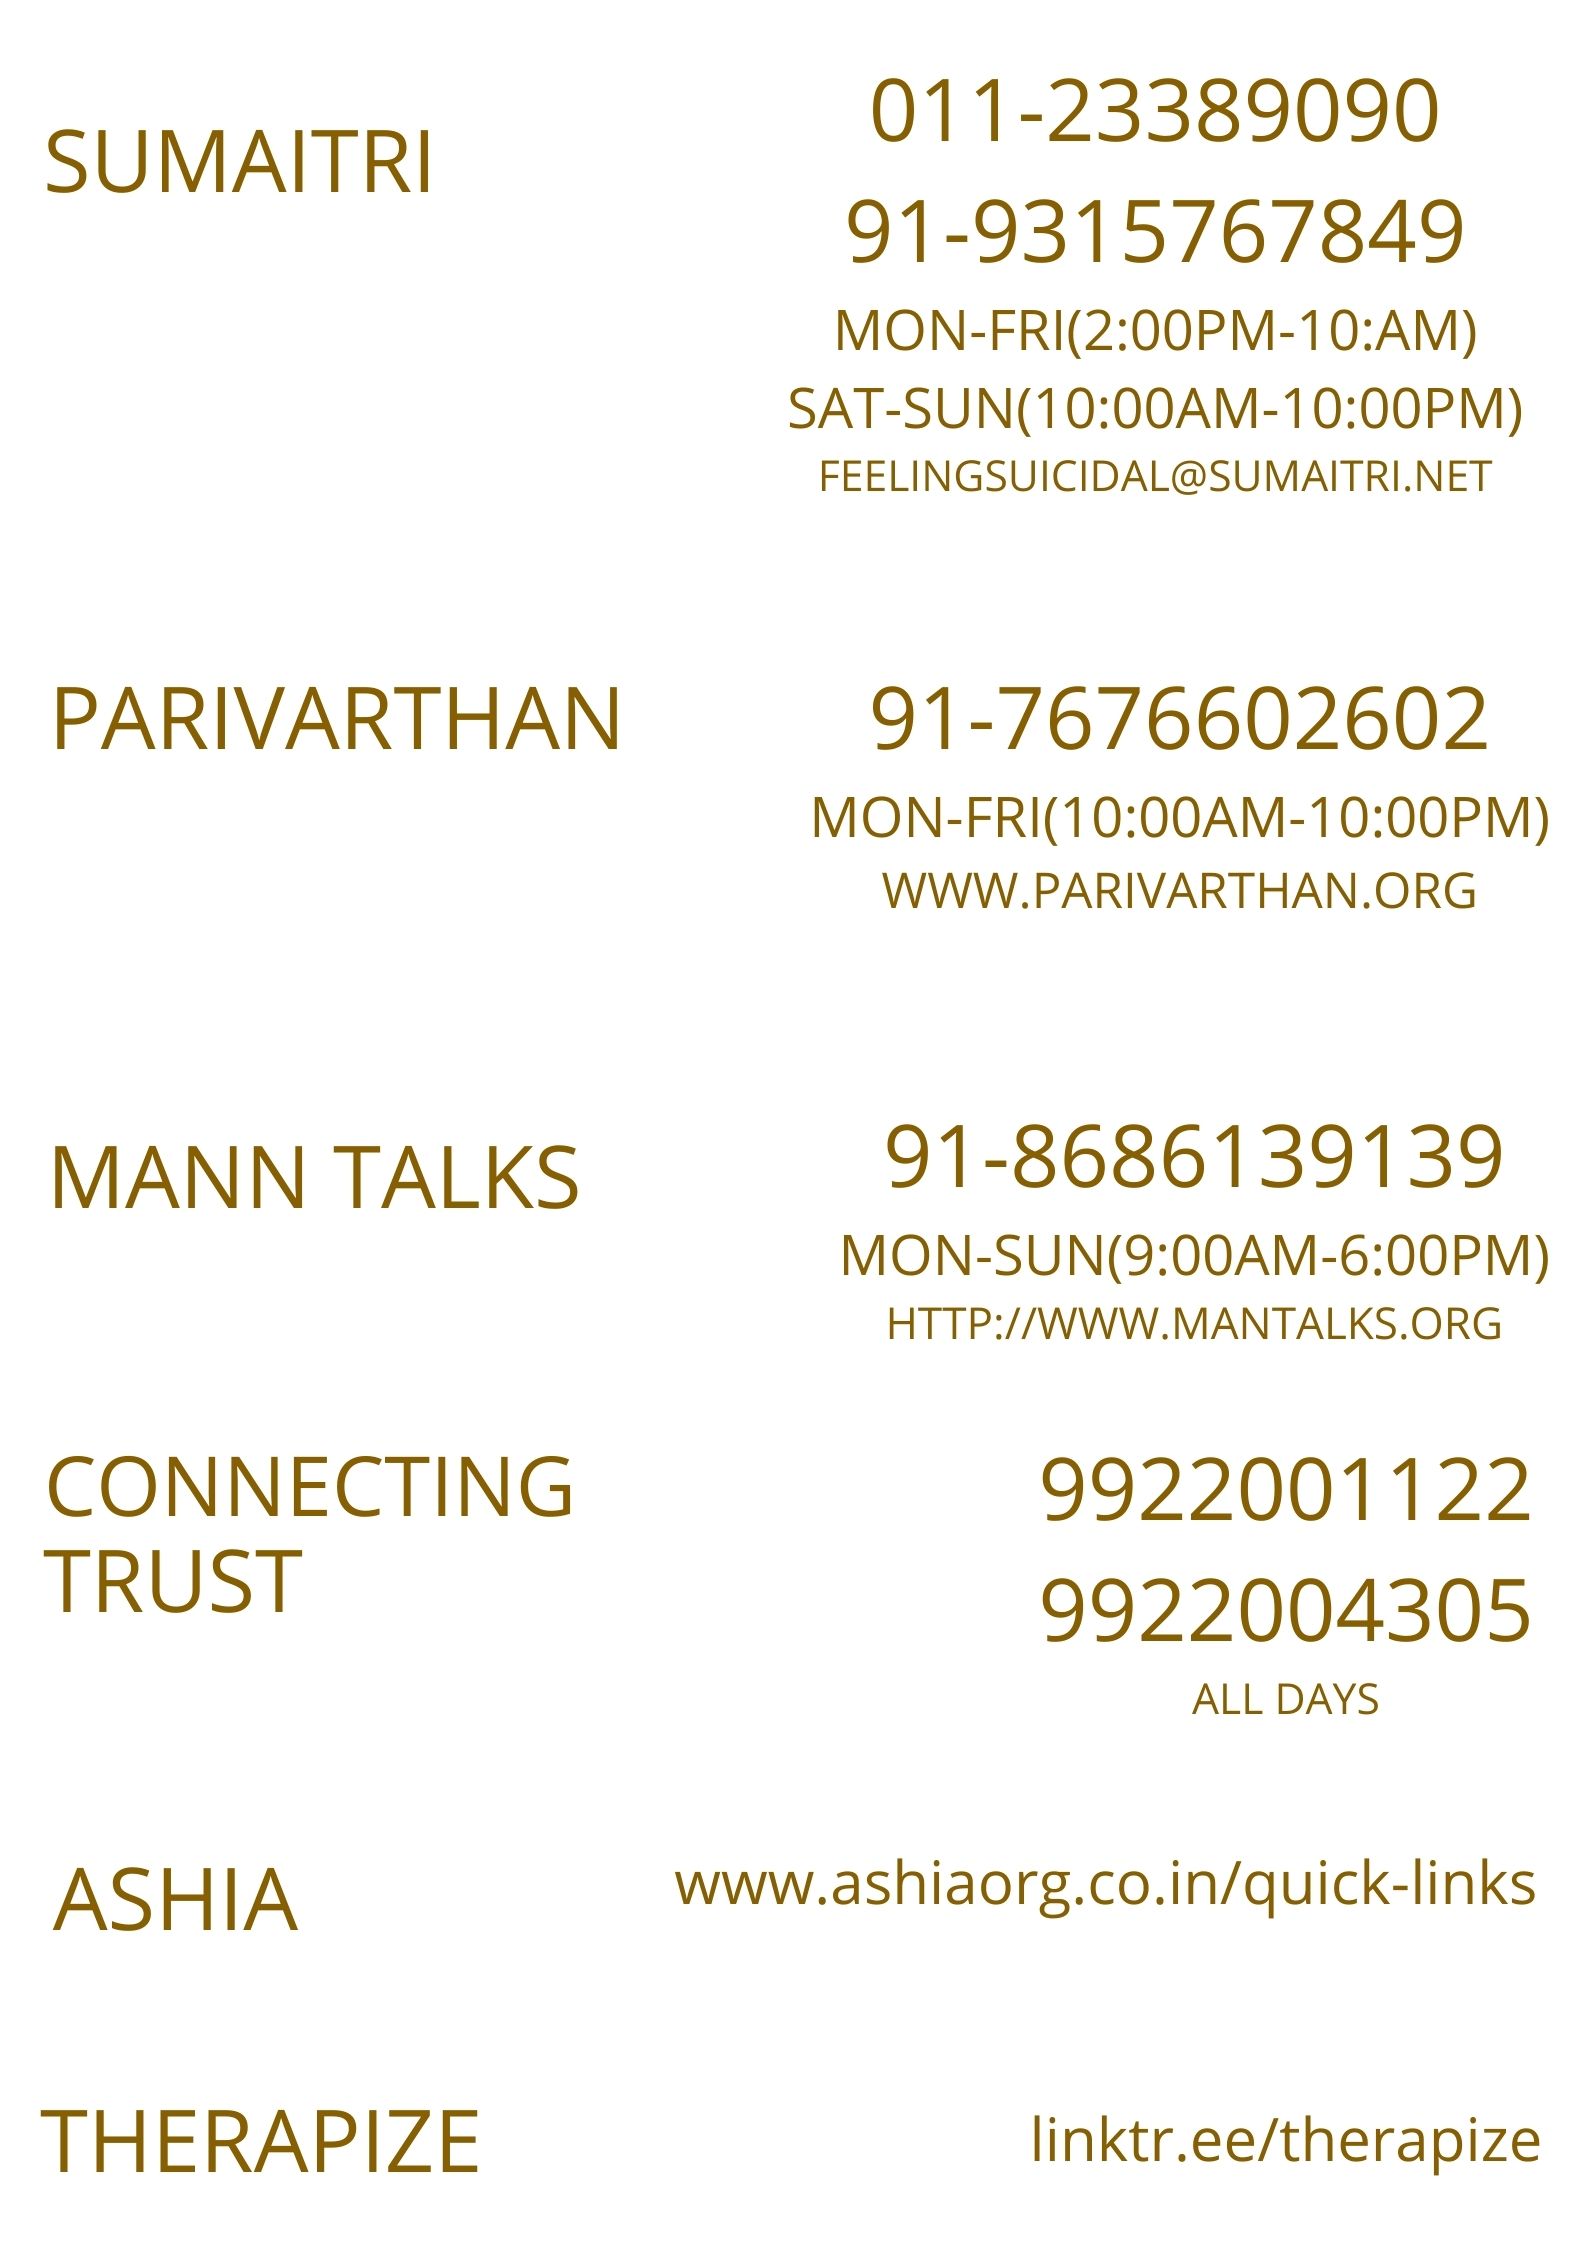 SUMAITRI
011-23389090
91-9315767849
MON-FRI(2:00PM-10:AM)
SAT-SUN(10:00AM-10:00PM)
FEELINGSUICIDAL@SUMAITRI.NET
PARIVARTHAN
91-7676602602
MON-FRI(10:00AM-10:00PM)
WWW.PARIVARTHAN.ORG
MANN TALKS
91-8686139139
MON-SUN(9:00AM-6:00PM)
HTTP://WWW.MANTALKS.ORG
CONNECTING
TRUST
9922001122
9922004305
ALL DAYS
ASHIA
www.ashiaorg.co.in/quick-links
THERAPIZE
linktr.ee/therapize